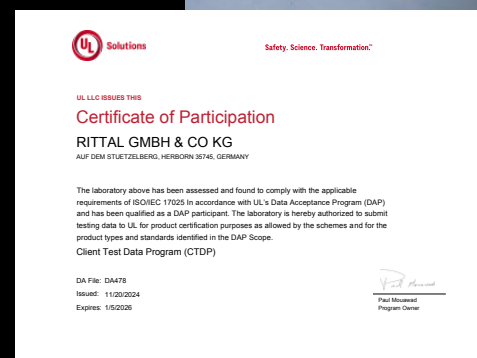 UL Solutions
Safety. Science. Transformation.™
UL LLC ISSUES THIS
Certificate of Participation
RITTAL GMBH & CO KG
AUF DEM STUETZELBERG, HERBORN 35745, GERMANY
The laboratory above has been assessed and found to comply with the applicable
requirements of ISO/IEC 17025 In accordance with UL's Data Acceptance Program (DAP)
and has been qualified as a DAP participant. The laboratory is hereby authorized to submit
testing data to UL for product certification purposes as allowed by the schemes and for the
product types and standards identified in the DAP Scope.
Client Test Data Program (CTDP)
DA File: DA478
Issued: 11/20/2024
Expires: 1/5/2026
Paul Mouawad
Paul Mouawad
Program Owner